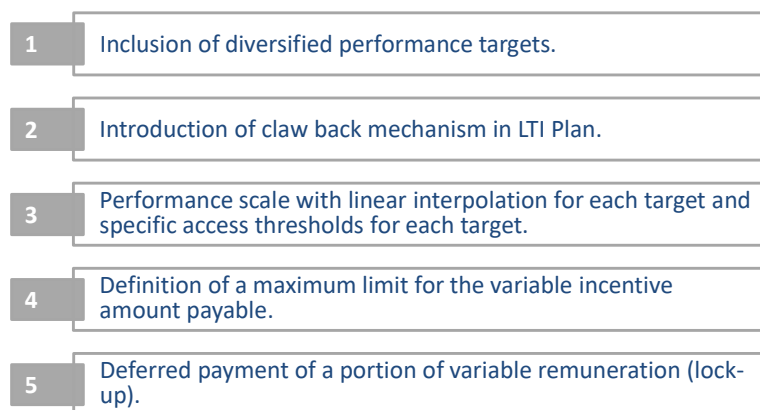 1
Inclusion of diversified performance targets.
2
Introduction of claw back mechanism in LTI Plan.
3
Performance scale with linear interpolation for each target and
specific access thresholds for each target.
4
Definition of a maximum limit for the variable incentive
amount payable.
5
Deferred payment of a portion of variable remuneration (lock-
up).